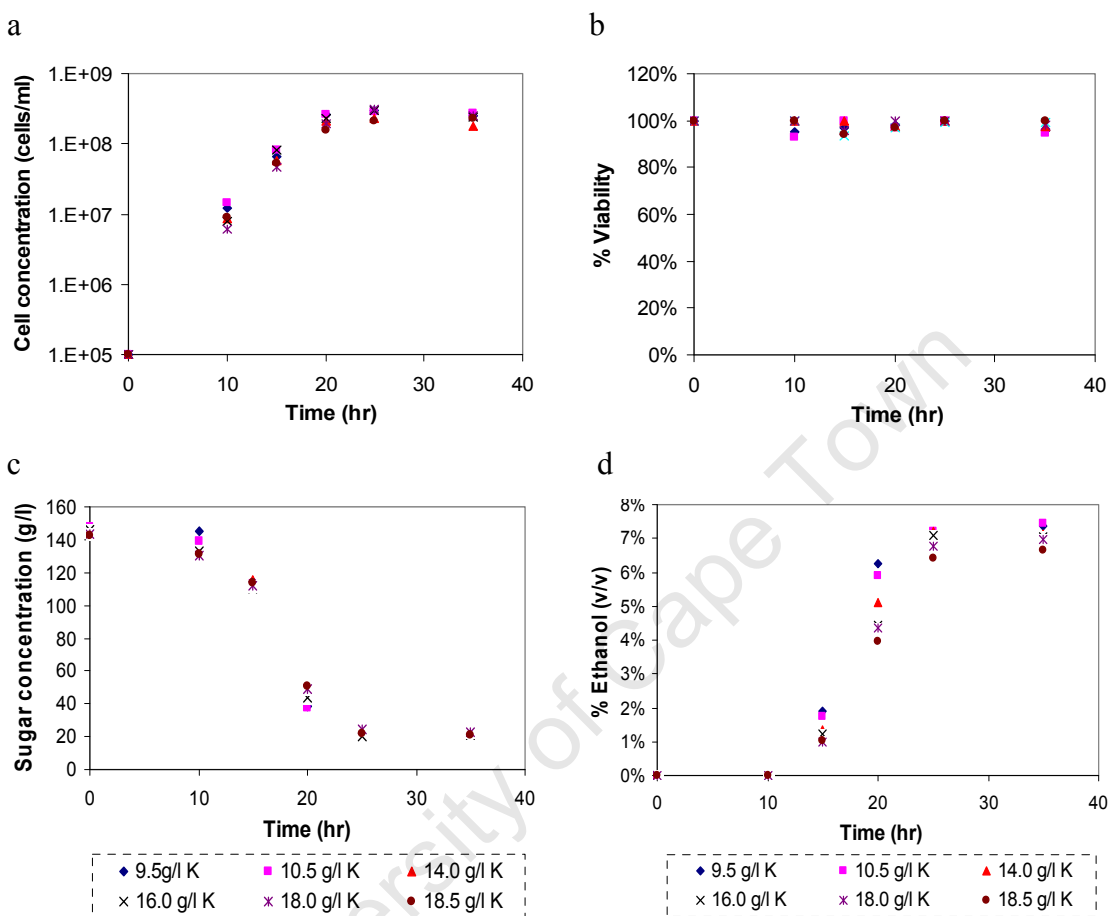 a
1.E+09
1.E+08
1.E+07
1.E+06
1.E+05
Cell concentration (cells/ml)
0 10 20 30 40
Time (hr)
b
120%
100%
80%
60%
40%
20%
0%
% Viability
0 10 20 30 40
Time (hr)
c
160
140
120
100
80
60
40
20
0
Sugar concentration (g/l)
0 10 20 30 40
Time (hr)
9.5g/l K 10.5 g/l K 14.0 g/l K
16.0 g/l K 18.0 g/l K 18.5 g/l K
d
8%
7%
6%
5%
4%
3%
2%
1%
0%
% Ethanol (v/v)
0 10 20 30 40
Time (hr)
9.5 g/l K 10.5 g/l K 14.0 g/l K
16.0 g/l K 18.0 g/l K 18.5 g/l K
versity of Cape Town